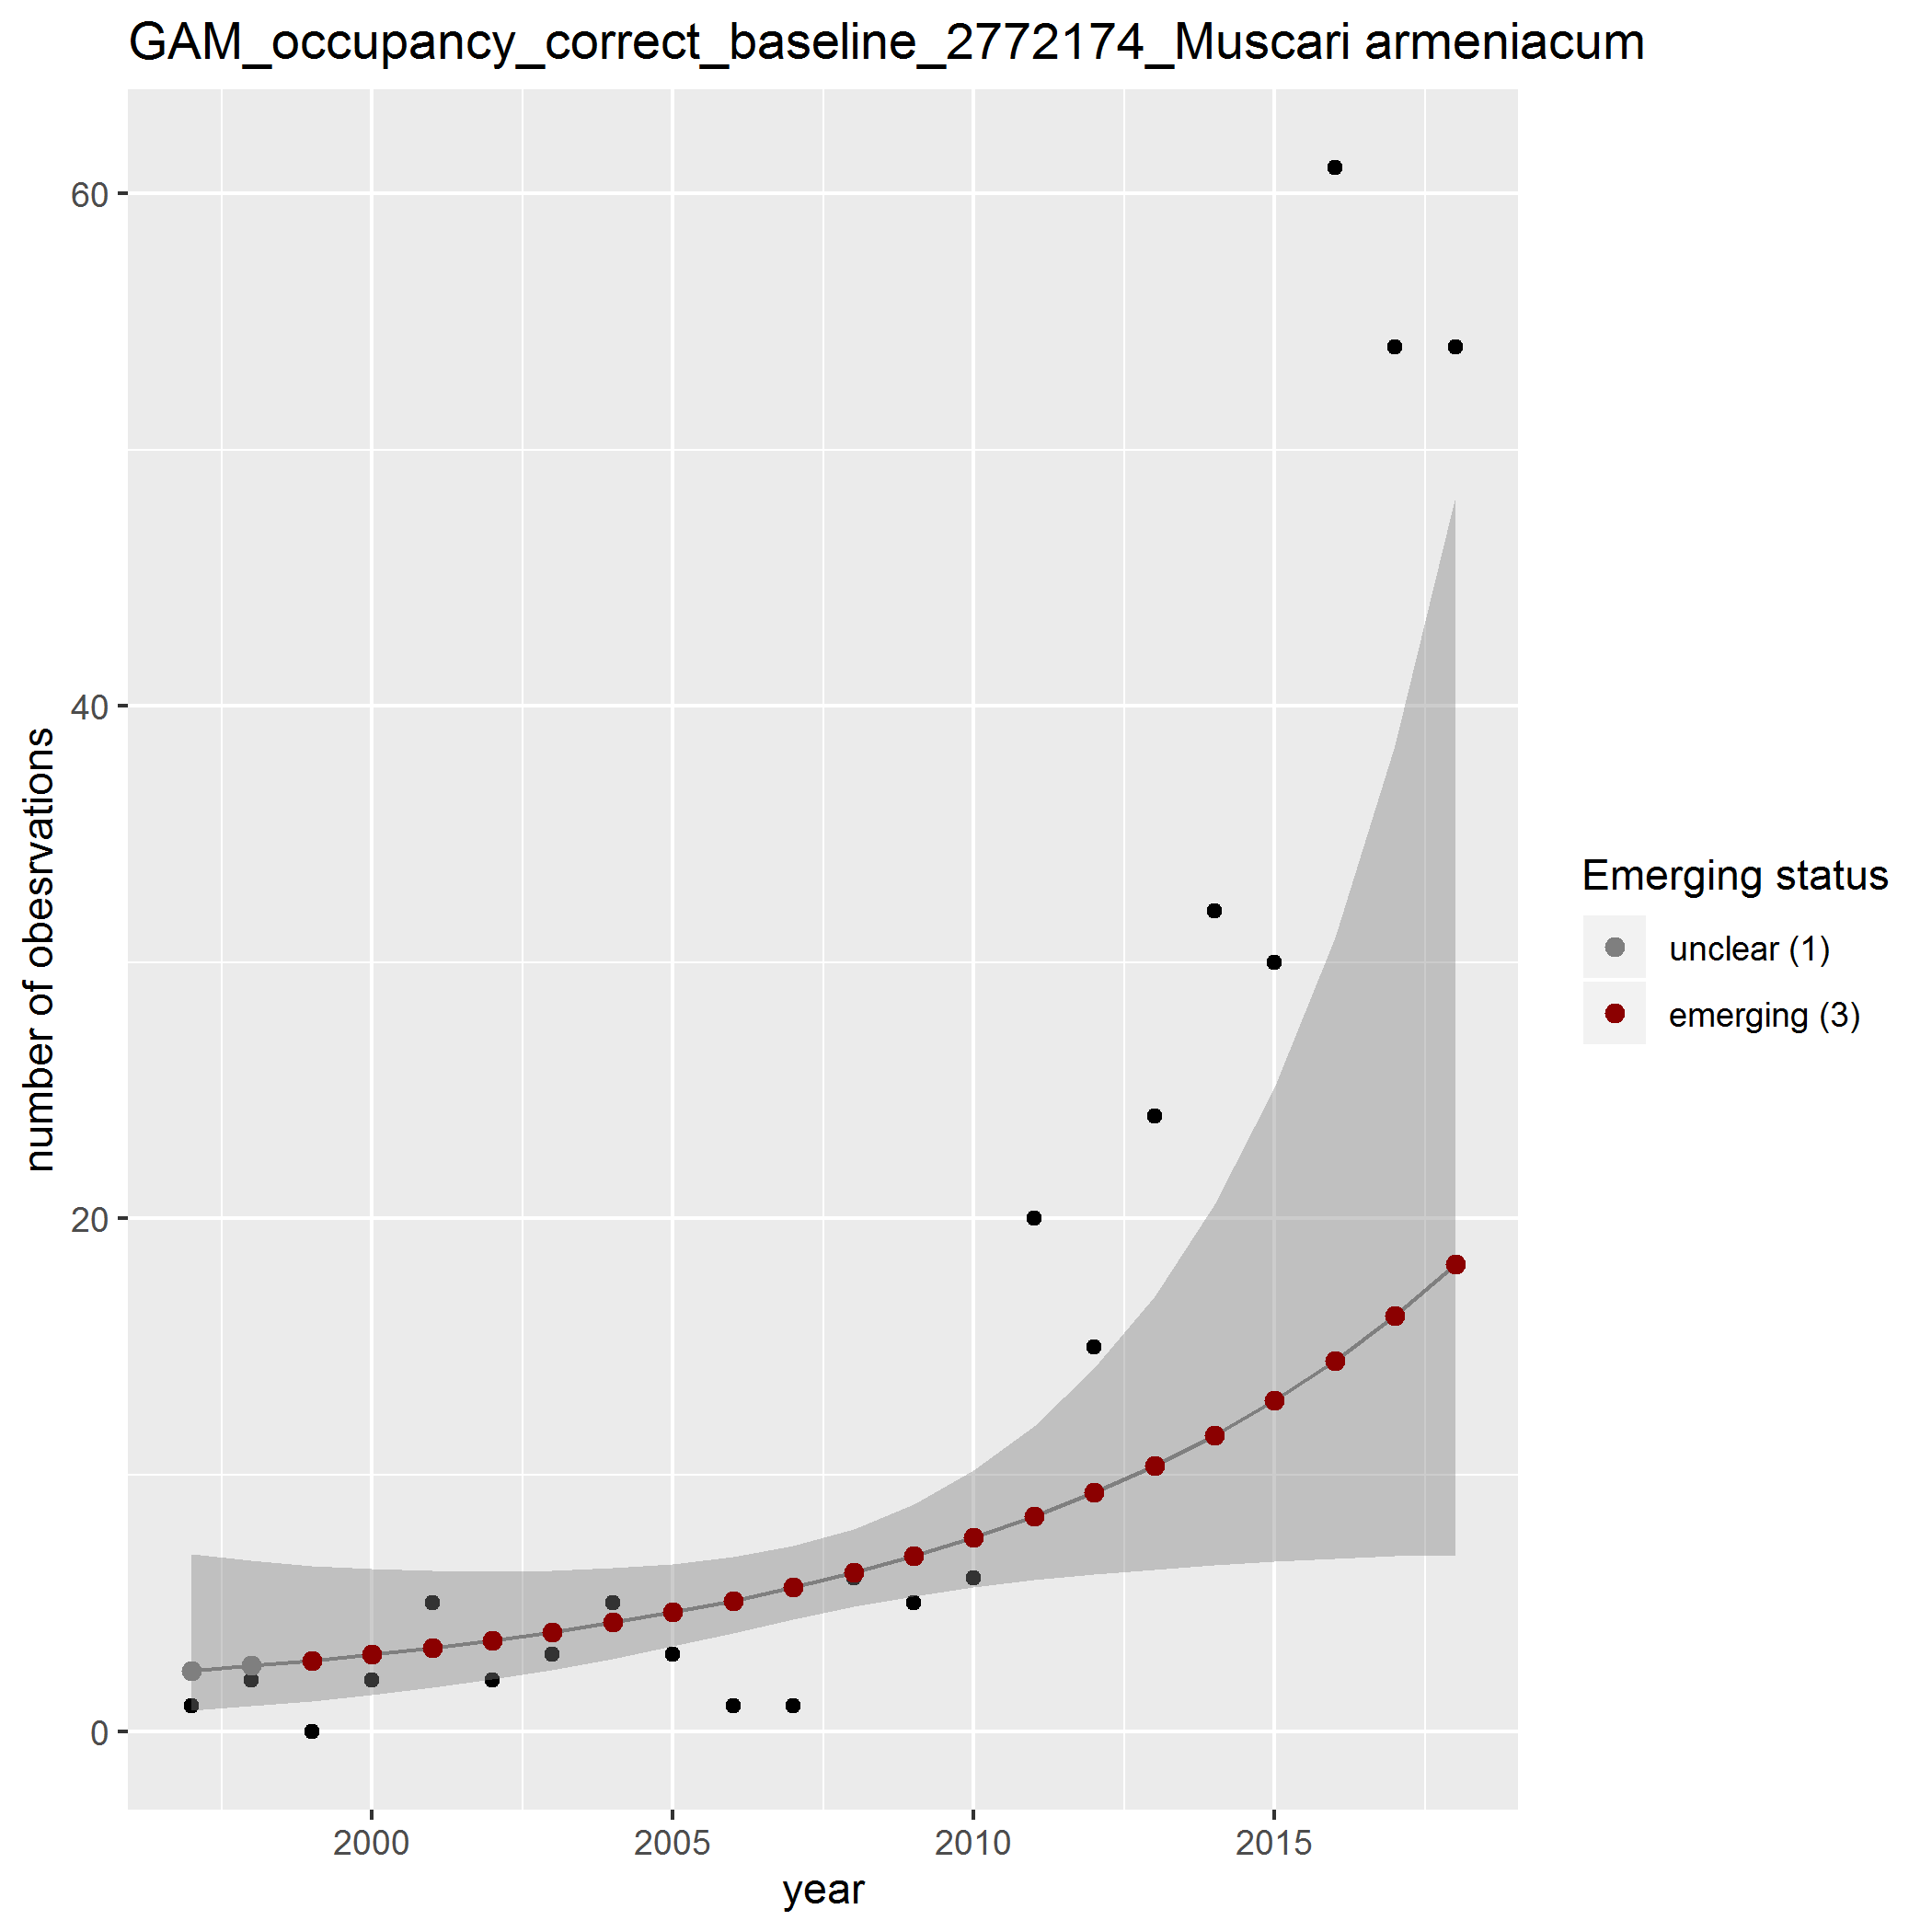 GAM_occupancy_correct_baseline_2772174_Muscari armeniacum
60
40
20
0
number of obesrvations
2000
2005
2010
2015
year
Emerging status
unclear (1)
emerging (3)